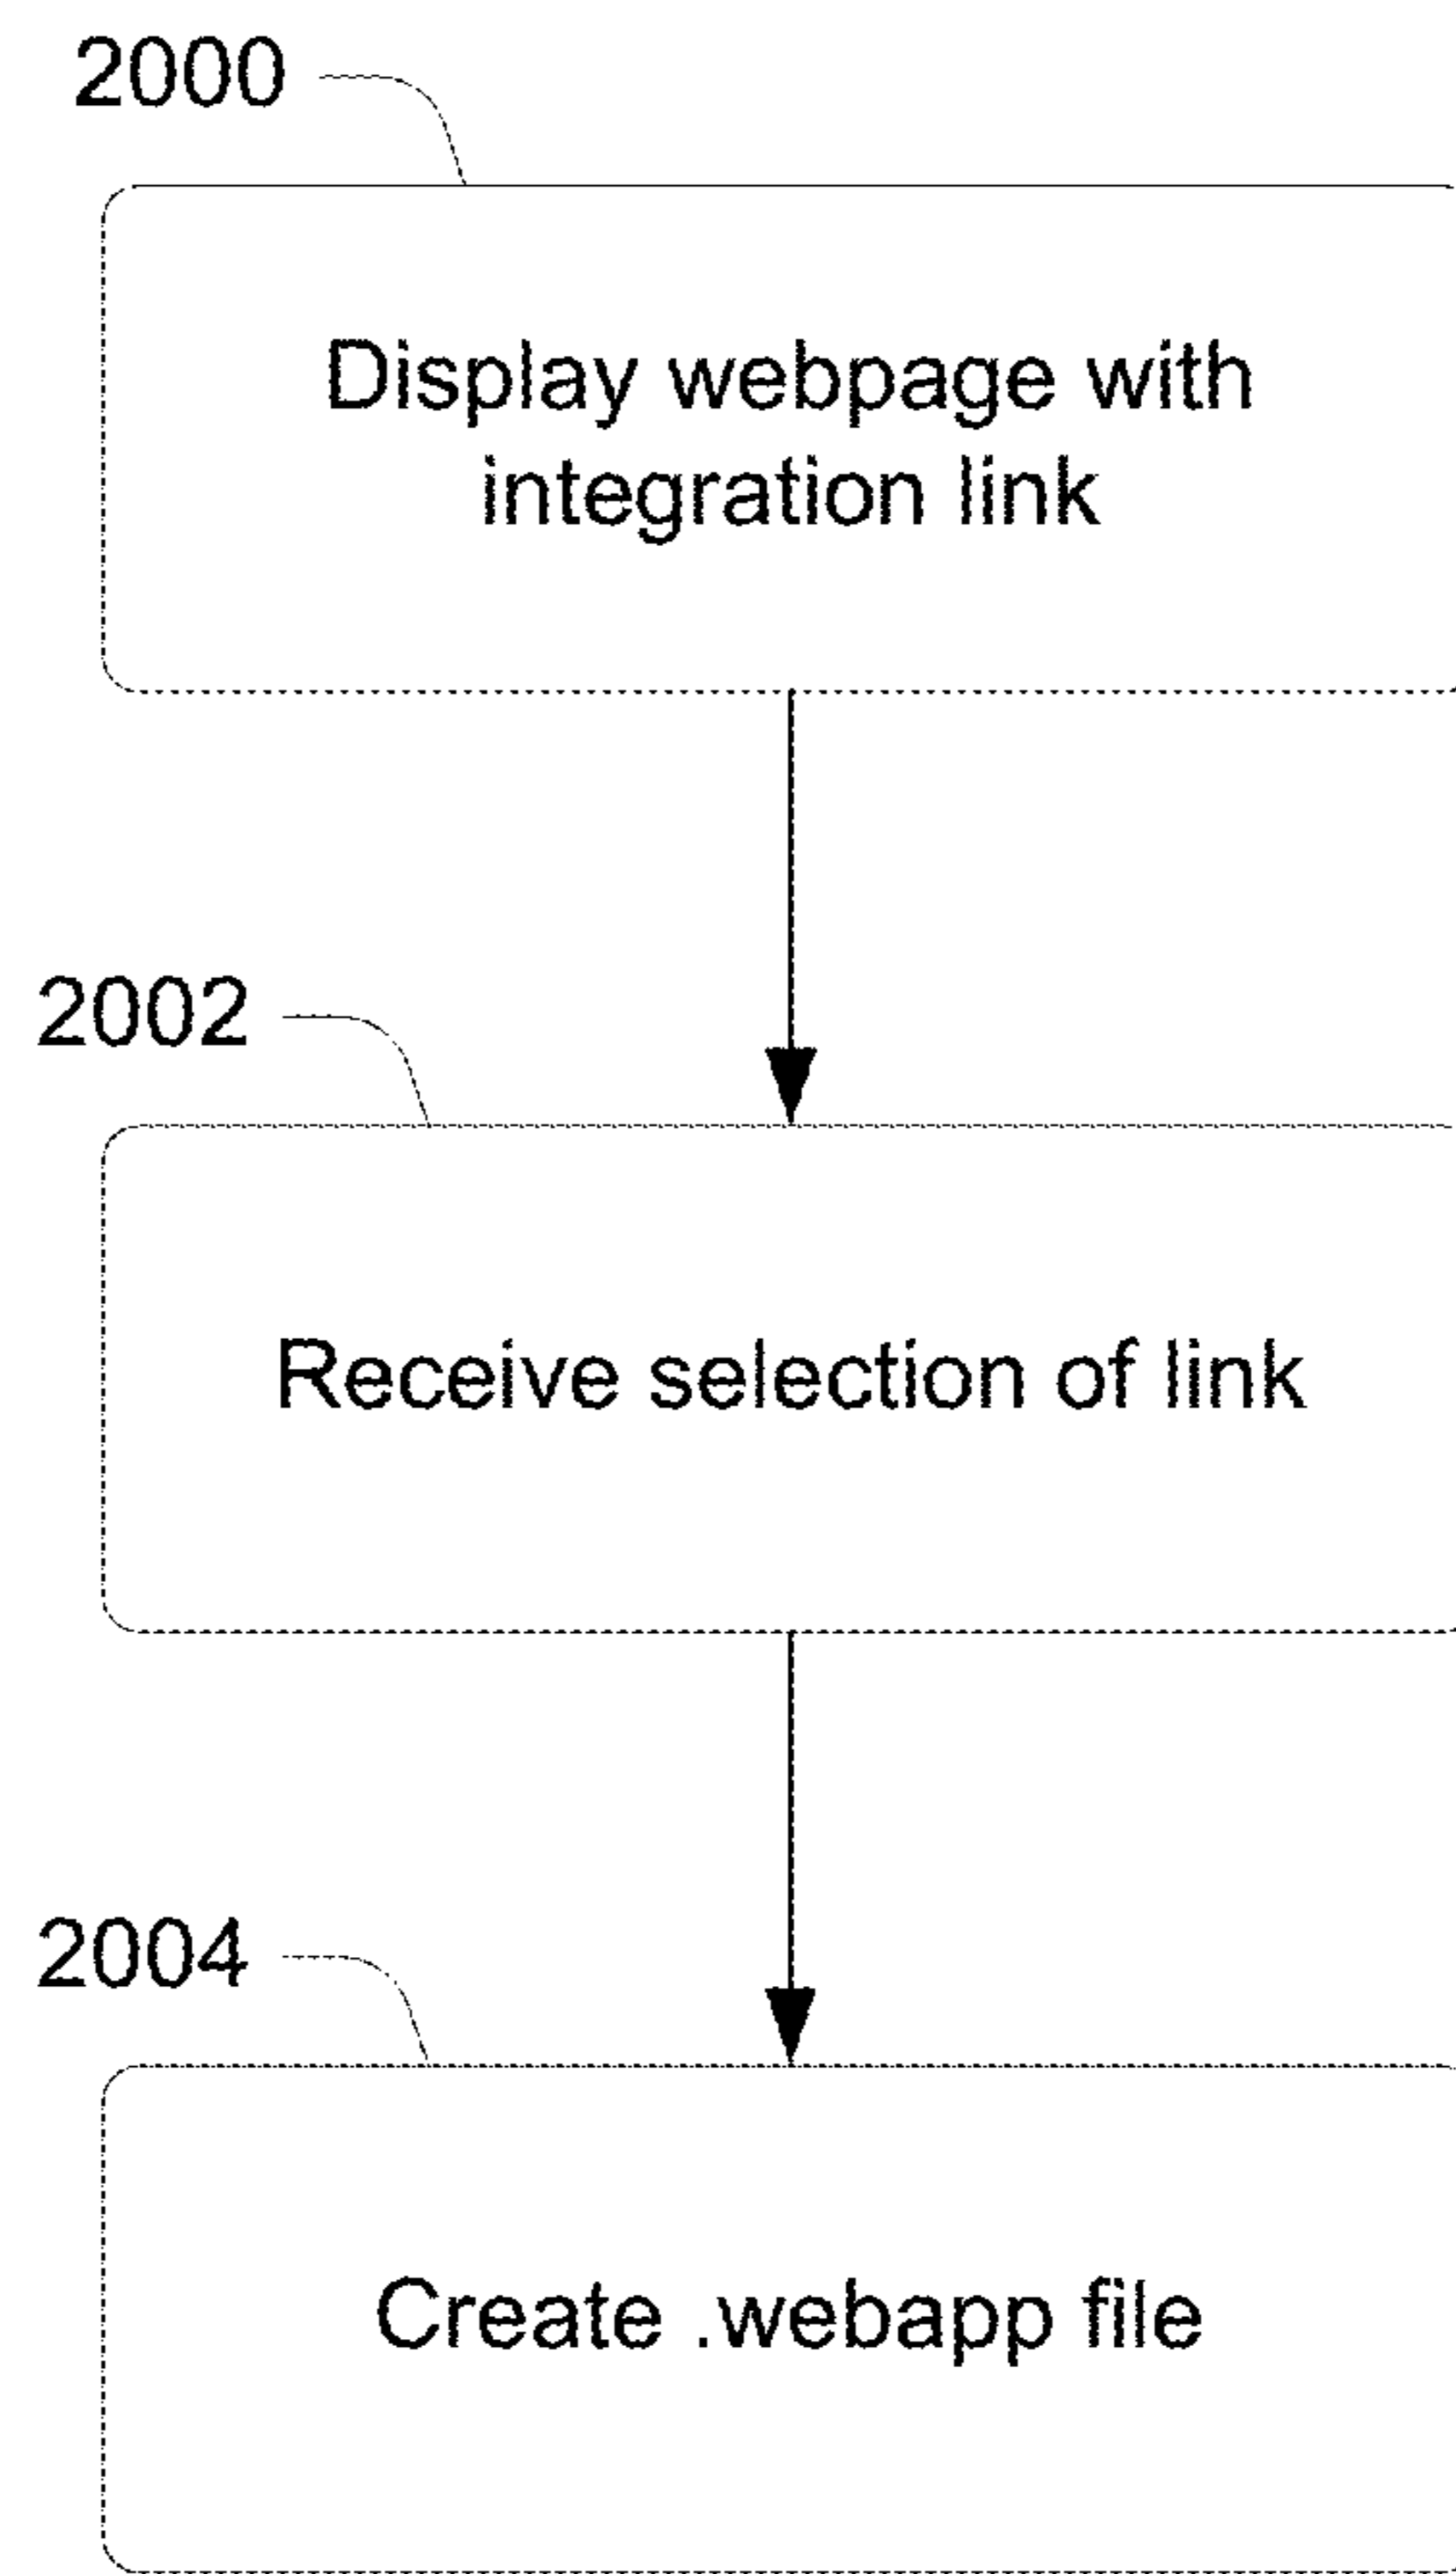 2000
Display webpage with
integration link
2002
Receive selection of link
2004
Create .webapp file